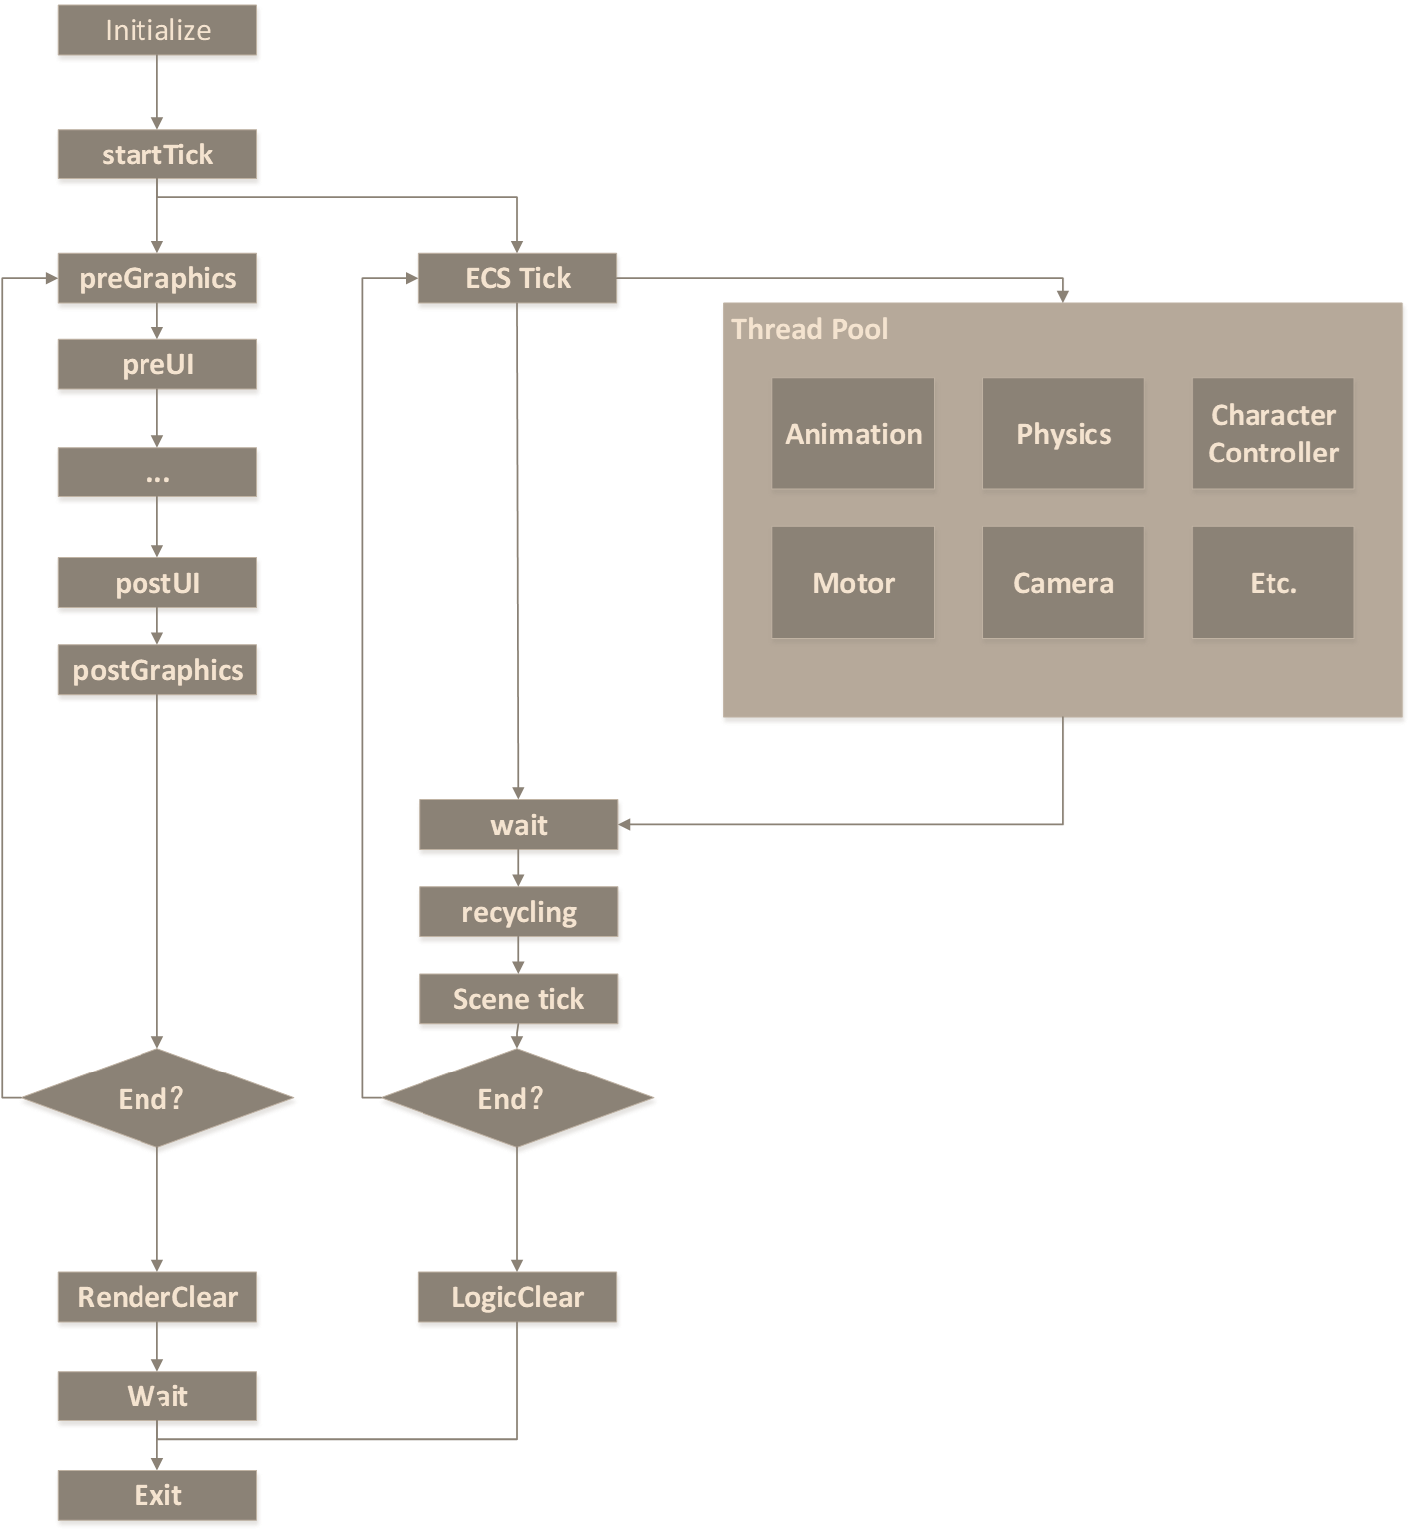 Initialize
startTick
preGraphics
preUI
...
postUI
postGraphics
End?
RenderClear
Wait
Exit
ECS Tick
wait
recycling
Scene tick
End?
LogicClear
Thread Pool
Animation
Physics
Character
Controller
Motor
Camera
Etc.